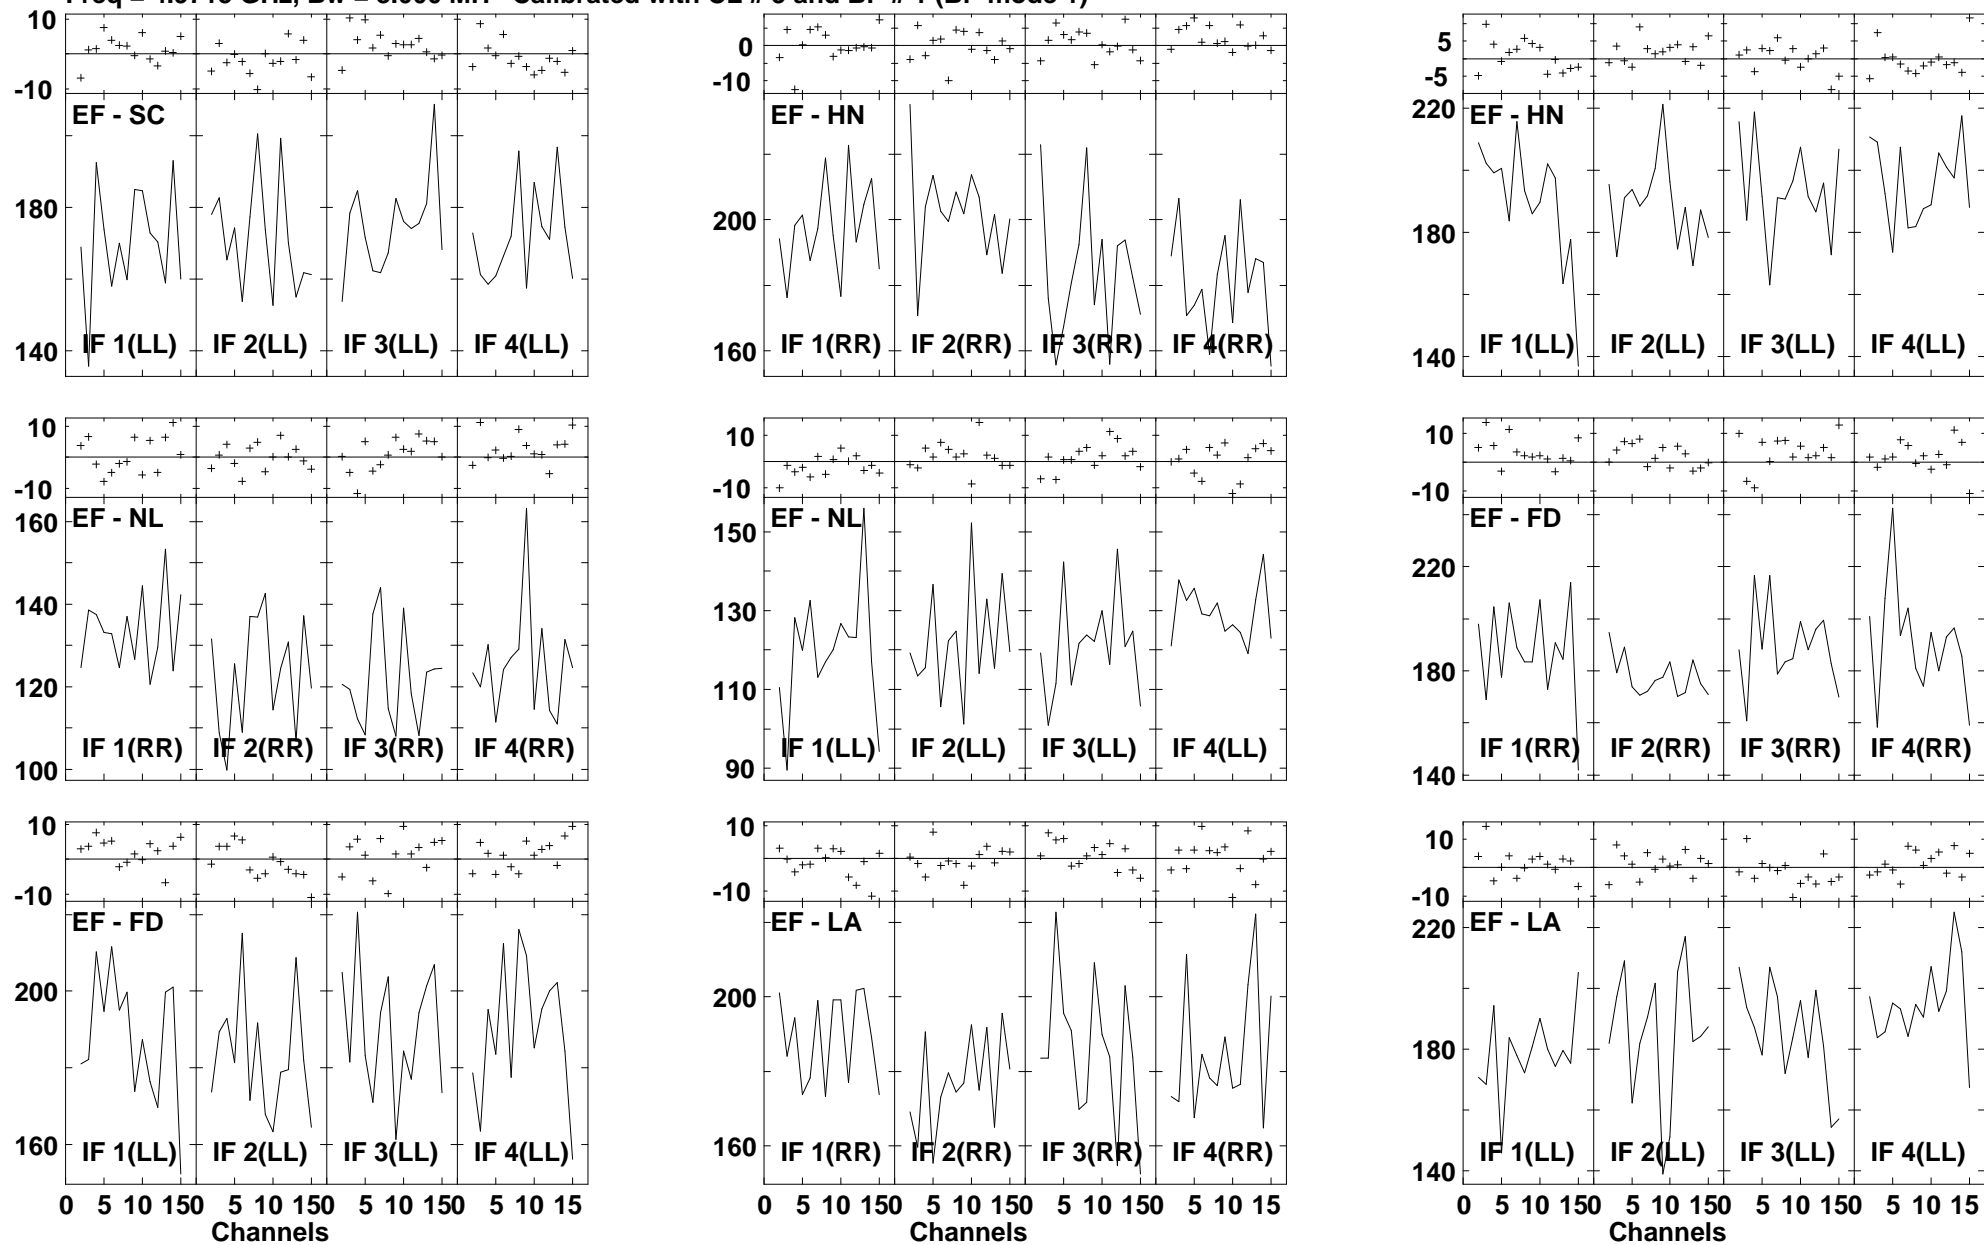 10
0
-10
EF - SC
180
140
IF 1(LL) IF 2(LL) IF 3(LL) IF 4(LL)
0
-10
EF - HN
200
160
IF 1(RR) IF 2(RR) IF 3(RR) IF 4(RR)
5
-5
220
EF - HN
180
140
IF 1(LL) IF 2(LL) IF 3(LL) IF 4(LL)
10
-10
EF - NL
160
140
120
100
IF 1(RR) IF 2(RR) IF 3(RR) IF 4(RR)
10
-10
EF - NL
150
130
110
90
IF 1(LL) IF 2(LL) IF 3(LL) IF 4(LL)
10
-10
EF - FD
220
180
140
IF 1(RR) IF 2(RR) IF 3(RR) IF 4(RR)
10
-10
EF - FD
200
160
IF 1(LL) IF 2(LL) IF 3(LL) IF 4(LL)
0 5 10 150 5 10 150 5 10 150 5 10 15
Channels
10
-10
EF - LA
200
160
IF 1(RR) IF 2(RR) IF 3(RR) IF 4(RR)
0 5 10 150 5 10 150 5 10 150 5 10 15
Channels
10
-10
EF - LA
220
180
140
IF 1(LL) IF 2(LL) IF 3(LL) IF 4(LL)
0 5 10 150 5 10 150 5 10 150 5 10 15
Channels